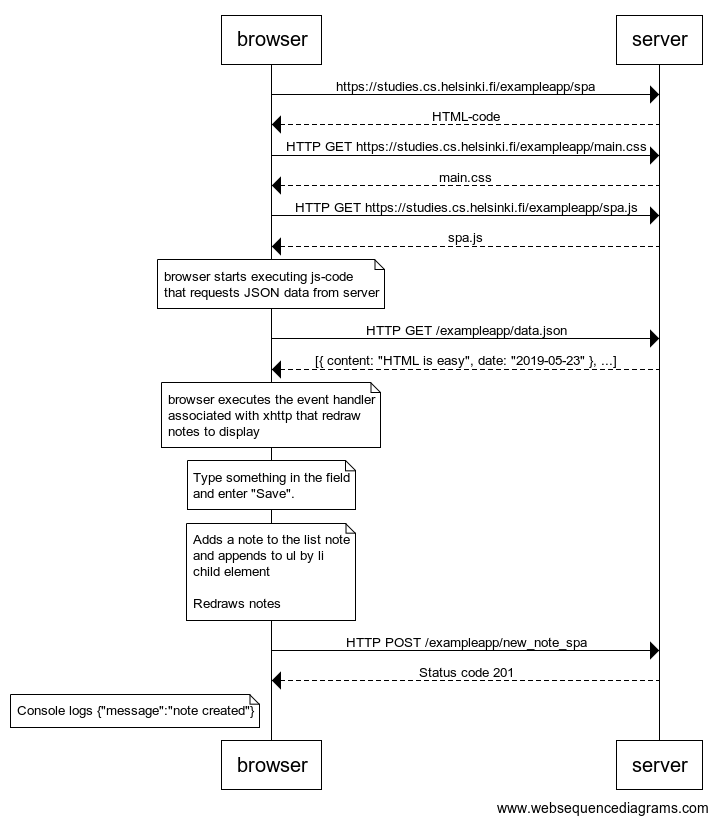 browser
server
https://studies.cs.helsinki.fi/exampleapp/spa
HTML-code
HTTP GET https://studies.cs.helsinki.fi/exampleapp/main.css
main.css
HTTP GET https://studies.cs.helsinki.fi/exampleapp/spa.js
spa.js
browser starts executing js-code
that requests JSON data from server
HTTP GET /exampleapp/data.json
[{ content: "HTML is easy", date: "2019-05-23" }, ...]
browser executes the event handler
associated with xhttp that redraw
notes to display
Type something in the field
and enter "Save".
Adds a note to the list note
and appends to ul by li
child element
Redraws notes
HTTP POST /exampleapp/new_note_spa
Status code 201
Console logs {"message":"note created"}
browser
server
www.websequencediagrams.com